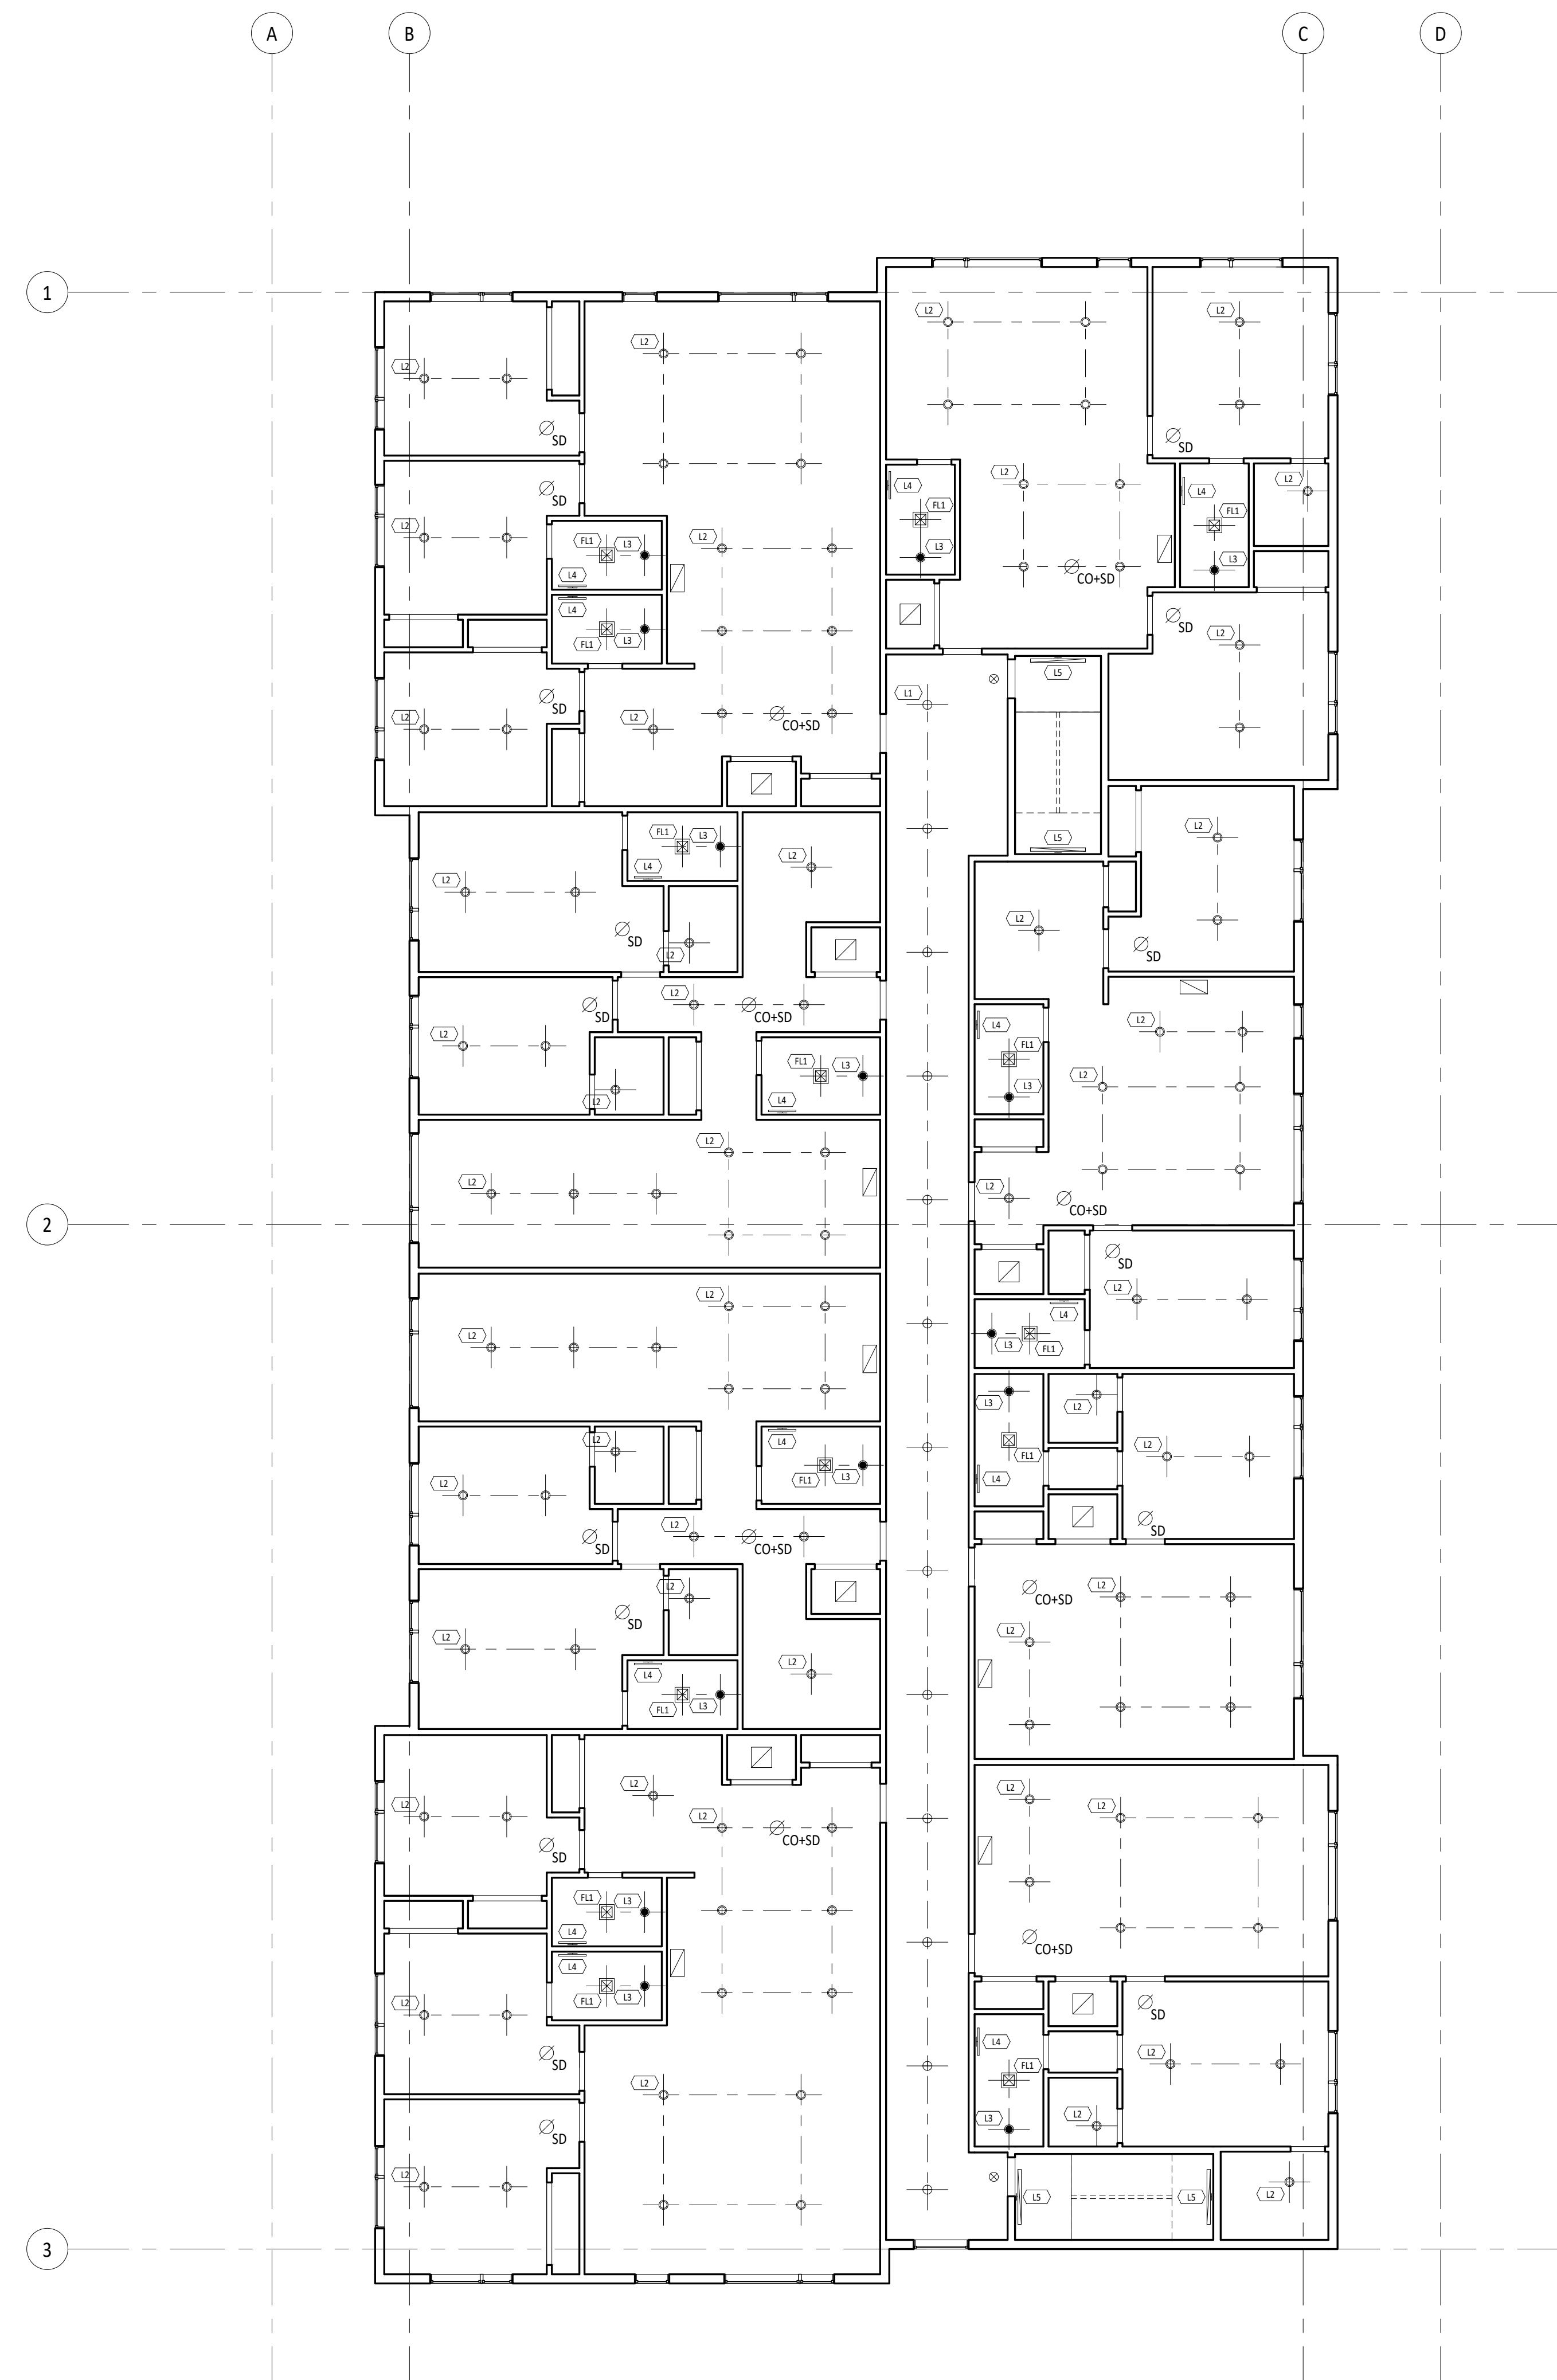 A B C D
1
L2 L2
L2 L2
L2
SD SD
L2 L2
SD L4 L4 L2
FL1 FL1
L2 FL1 L3 L2 L3 L3
L4 CO+SD
L4
FL1 L3 SD L2
SD L5
L2 L2 CO+SD L1
FL1 L3 L2 L5 L2
L4
L2 L2
SD L2 SD
L2 CO+SD
SD L4 L2
L2 FL1 L3 FL1
L2 L4 L2 L3
L2
L2 L2
CO+SD
2
SD
L2 L2
L2 L4
L3 FL1
L2 L4 L3 L2
L2 FL1 L3 FL1 L2
L4
SD L2 CO+SD SD
L2 CO+SD L2
SD L2
L2 L4 L2
FL1 L3
L2 L2 L2
L2 L2 CO+SD
SD
FL1 L3 CO+SD
L4
L4
L2 FL1 L3 SD
SD L4 L2
L2 FL1
SD L3 L2
L2 L5 L5 L2
3